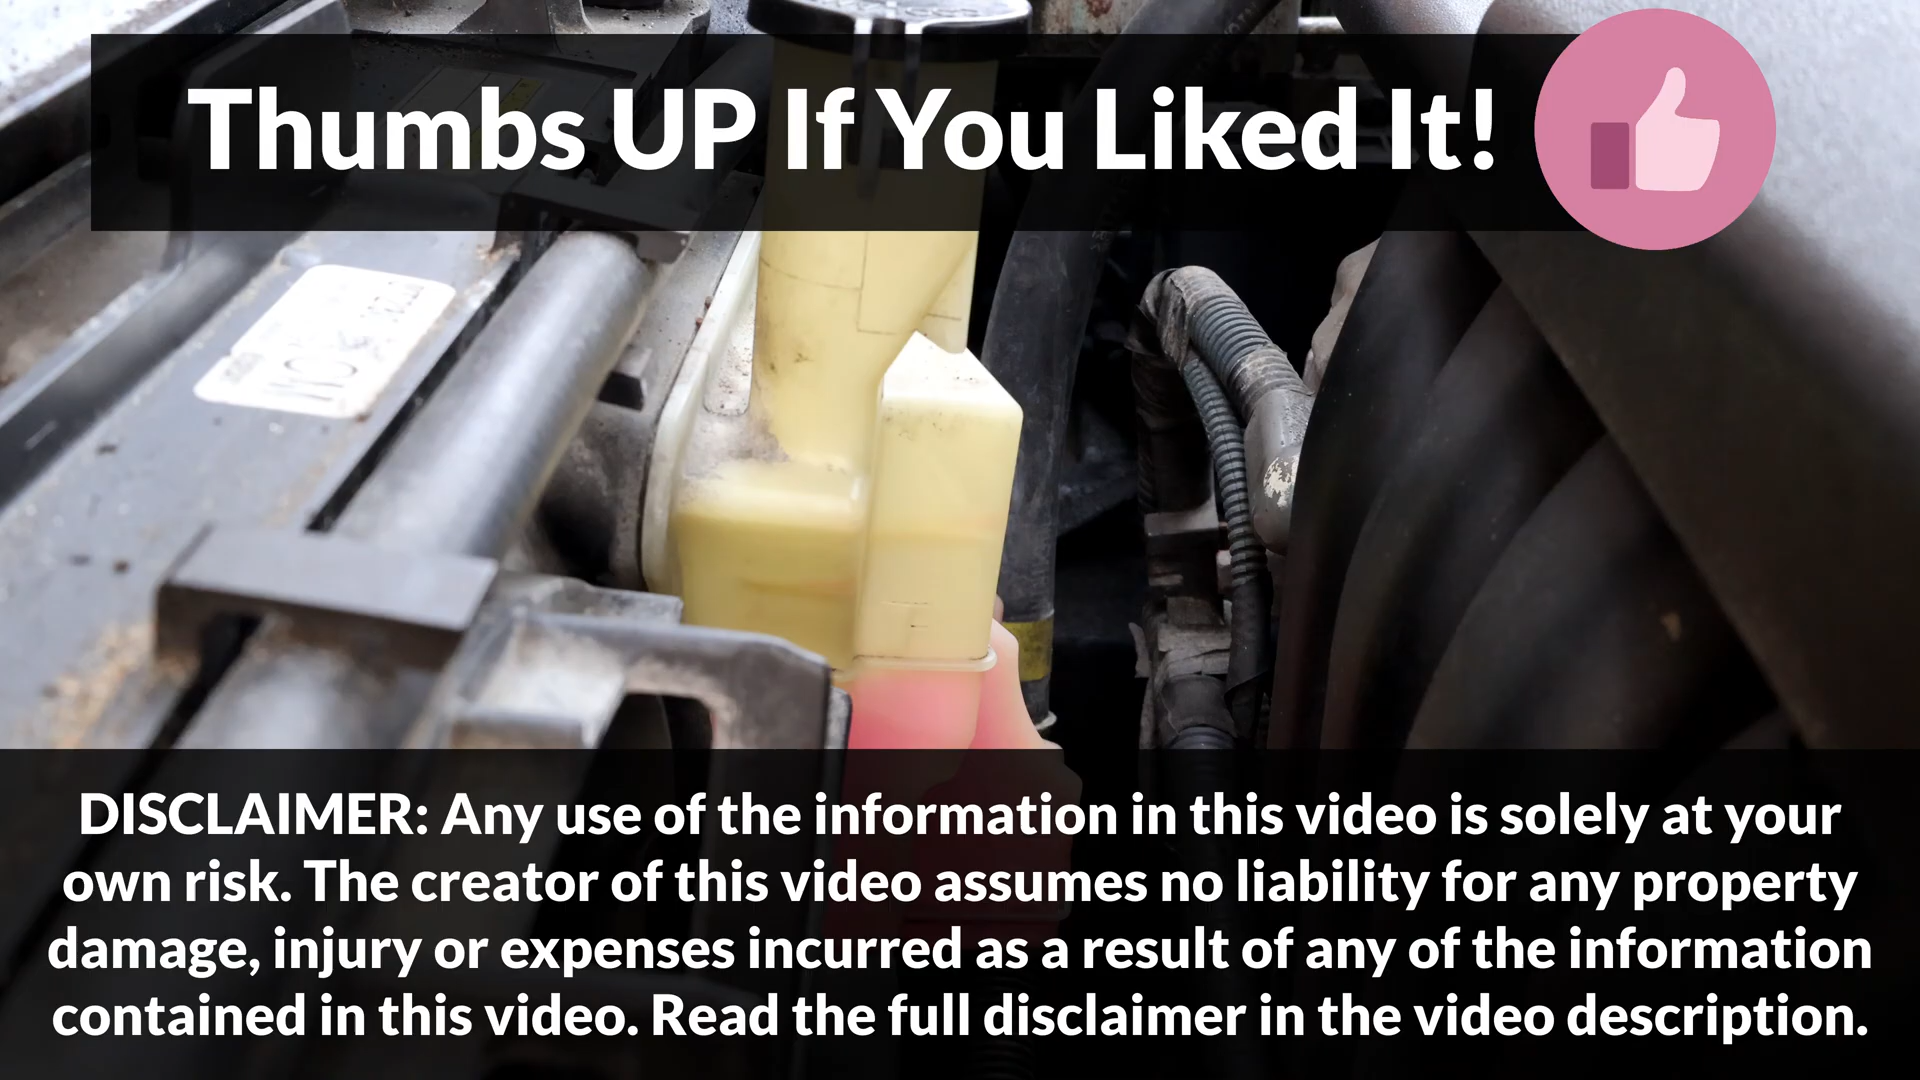 Thumbs UP If You Liked It!
DISCLAIMER: Any use of the information in this video is solely at your
own risk. The creator of this video assumes no liability for any property
damage, injury or expenses incurred as a result of any of the information
contained in this video. Read the full disclaimer in the video description.